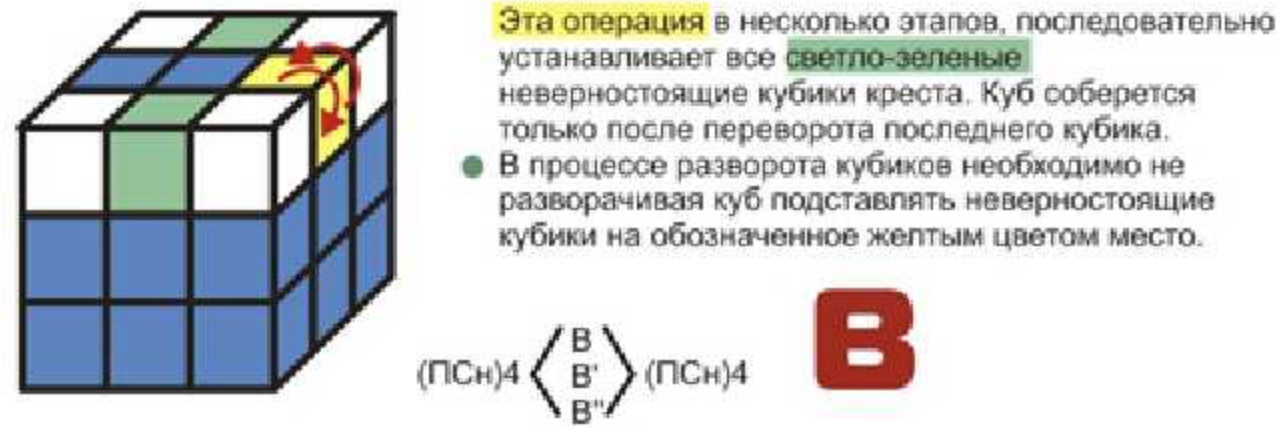 Эта операция в несколько этапов, последовательно
устанавливает все светло-зеленые
неверностоящие кубики креста. Куб соберется
только после переворота последнего кубика.
В процессе разворота кубиков необходимо не
разворачивая куб подставлять неверностоящие
кубики на обозначенное желтым цветом место.
В
(ПСн)4 В' (ПСн)4
В"
В